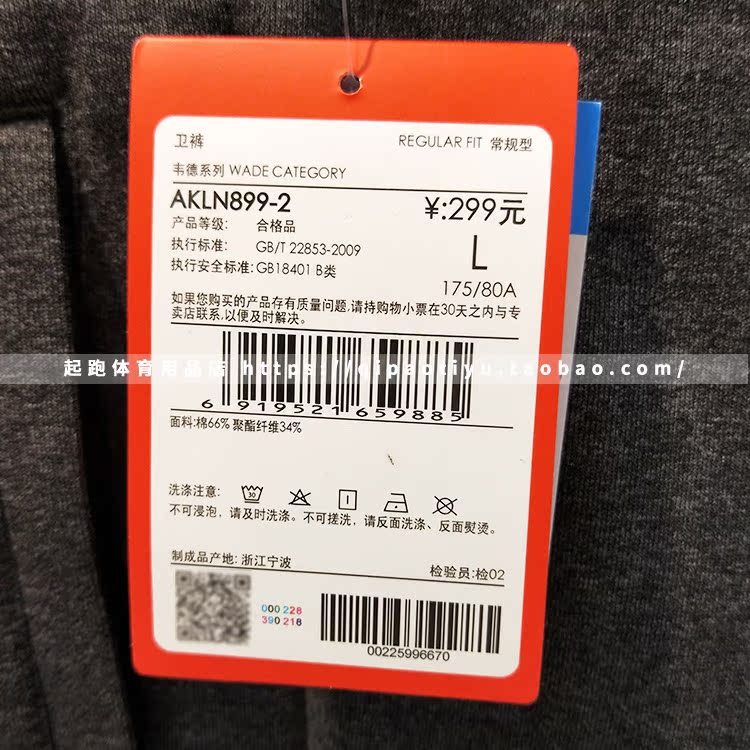 卫裤
REGULAR FIT 常规型
韦德系列 WADE CATEGORY
AKLN899-2
¥:299元
产品等级: 合格品
执行标准: GB/T 22853-2009
L
执行安全标准:GB18401 B类
175/80A
如果您购买的产品存有质量问题,请持购物小票在30天之内与专
卖店联系,以便及时解决。
起跑体育用品店 https://qipaotiyu.taobao.com/
6 919521 659885
面料:棉66% 聚酯纤维34%
洗涤注意:
30
不可浸泡，请及时洗涤。不可搓洗，请反面洗涤、反面熨烫。
制成品产地: 浙江宁波
检验员:检02
000 228
390 218
00225996670